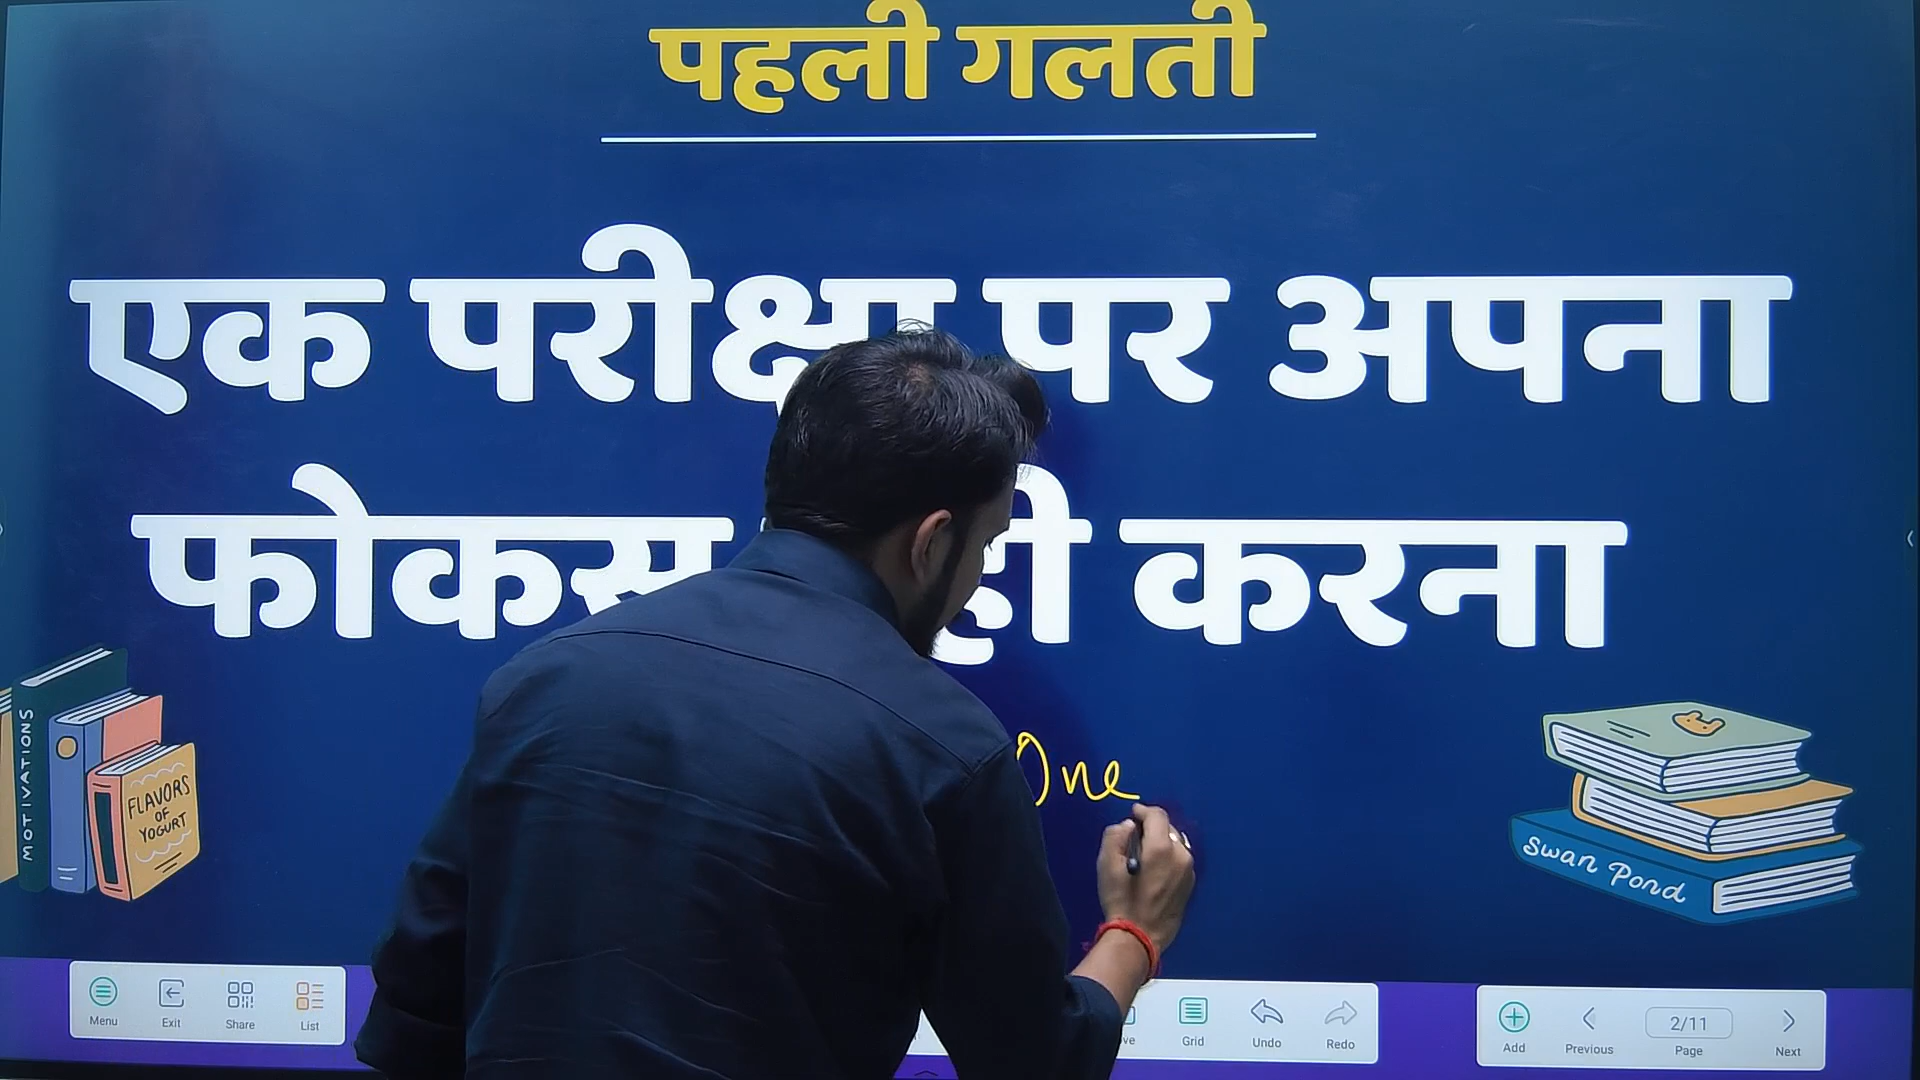 पहली गलती
एक परीक्षा पर अपना
फोकस ही करना
One
MOTIVATIONS
FLAVORS
OF
YOGURT
Swan Pond
Menu
Exit
Share
List
Grid
Undo
Redo
Add
Previous
2/11
Page
Next